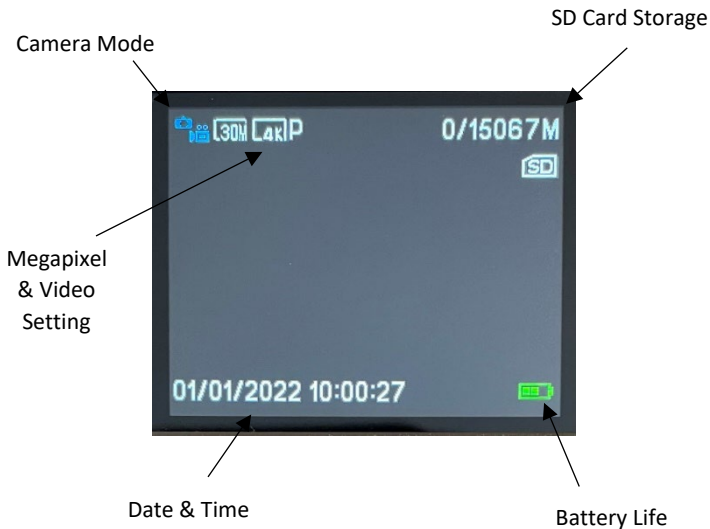 SD Card Storage
Camera Mode
30M 4K P 0/15067M
SD
Megapixel
& Video
Setting
01/01/2022 10:00:27
Date & Time
Battery Life